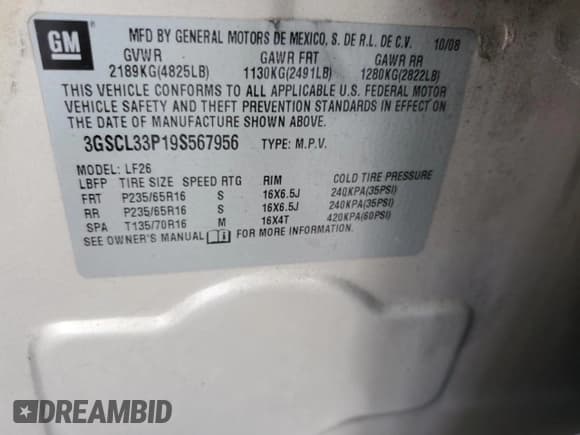 GM
MFD BY GENERAL MOTORS DE MEXICO, S. DE R.L. DE C.V. 10/08
GVWR GAWR FRT GAWR RR
2189KG(4825LB) 1130KG(2491LB) 1280KG(2822LB)
THIS VEHICLE CONFORMS TO ALL APPLICABLE U.S. FEDERAL MOTOR
VEHICLE SAFETY AND THEFT PREVENTION STANDARDS IN EFFECT ON
THE DATE OF MANUFACTURE SHOWN ABOVE.
3GSCL33P19S567956 TYPE: M.P.V.
MODEL: LF26
LBFP TIRE SIZE SPEED RTG RIM COLD TIRE PRESSURE
FRT P235/65R16 S 16X6.5J 240KPA(35PSI)
RR P235/65R16 S 16X6.5J 240KPA(35PSI)
SPA T135/70R16 M 16X4T 420KPA(60PSI)
SEE OWNER'S MANUAL FOR MORE INFORMATION.
DREAMBID